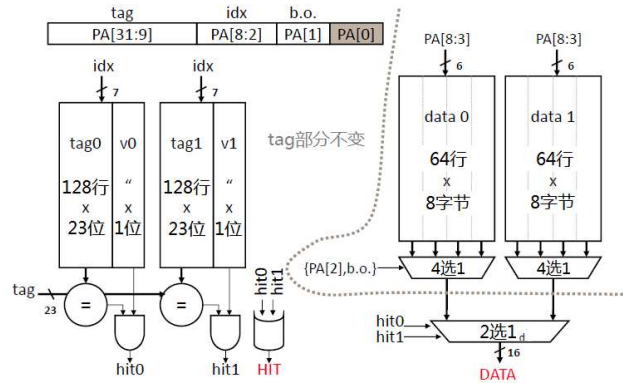 tag idx b.o.
PA[31:9] PA[8:2] PA[1] PA[0]
idx idx
7 7
tag0 v0 tag1 v1
128行 “ 128行 “
x x x x
23位 1位 23位 1位
tag
23
= =
hit0 hit1
hit0 hit1 HIT
tag部分不变
PA[8:3] PA[8:3]
6 6
data 0 data 1
64行 64行
x x
8字节 8字节
{PA[2],b.o.}
4选1 4选1
hit0
hit1
2选1d
16
DATA